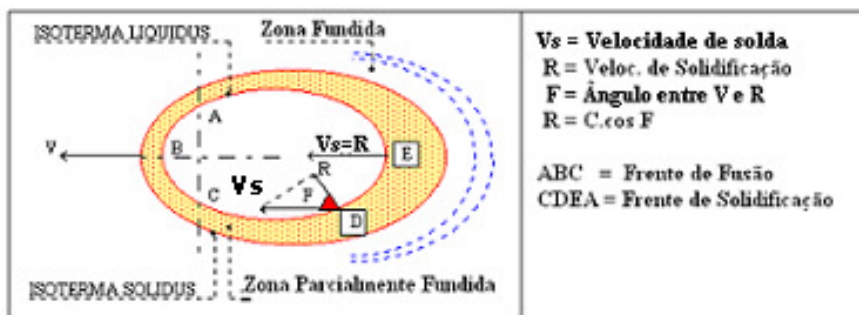 ISOTERMA LIQUIDUS
Zona Fundida
A
V
B
Vs=R
E
Vs
R
F
C
D
ISOTERMA SOLIDUS
Zona Parcialmente Fundida
Vs = Velocidade de solda
R = Veloc. de Solidificação
F = Ângulo entre V e R
R = C.cos F
ABC = Frente de Fusão
CDEA = Frente de Solidificação